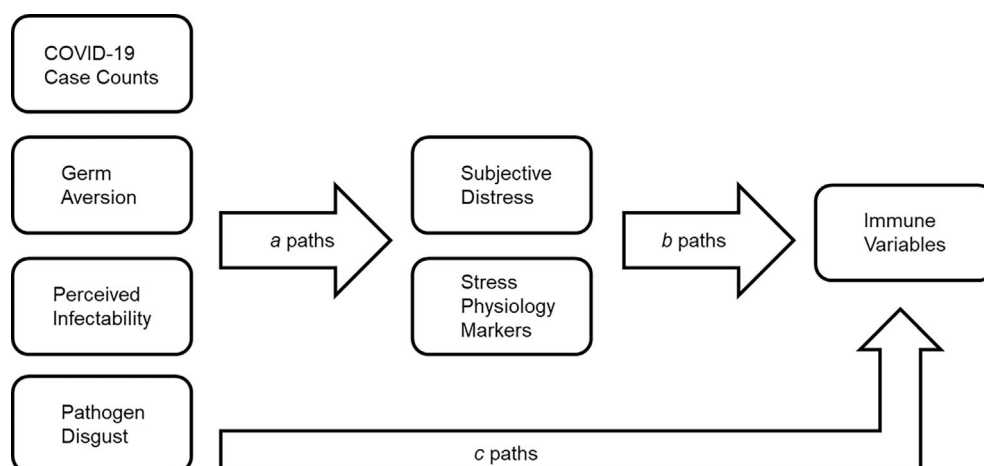 COVID-19
Case Counts
Germ
Aversion
Perceived
Infectability
Pathogen
Disgust
a paths
Subjective
Distress
Stress
Physiology
Markers
b paths
Immune
Variables
c paths